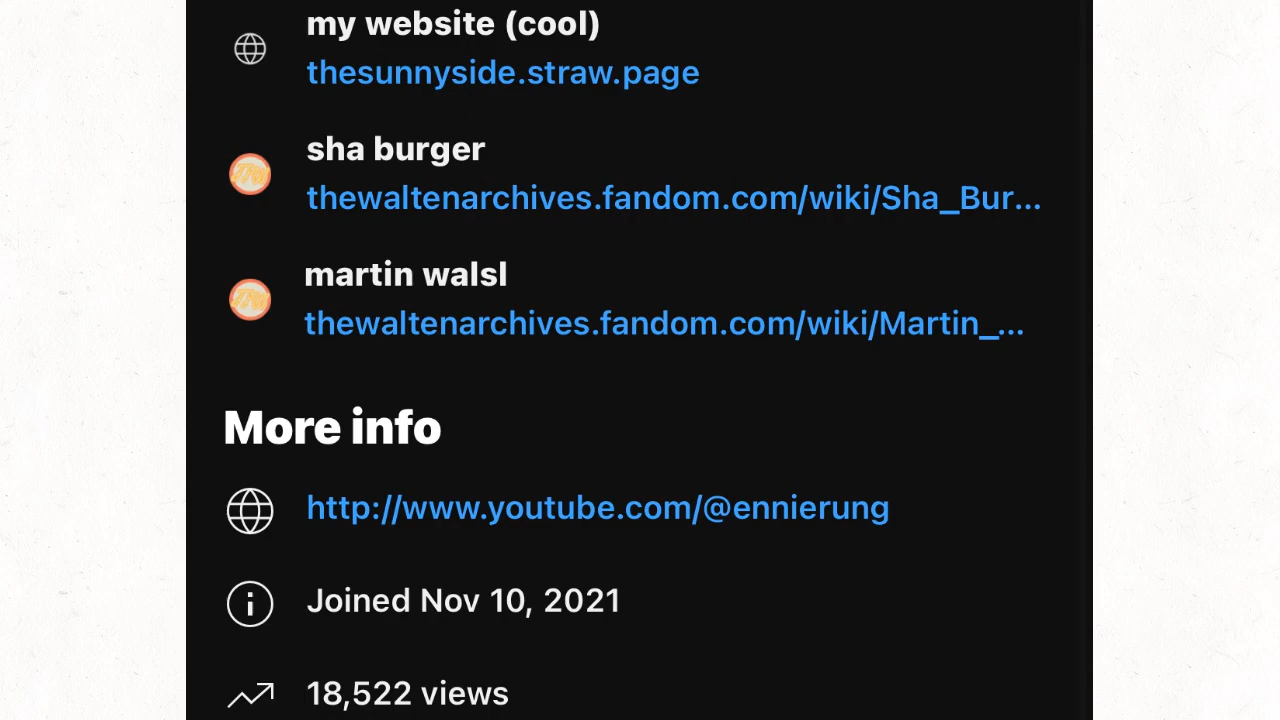 my website (cool)
thesunnyside.straw.page
sha burger
thewaltenarchives.fandom.com/wiki/Sha_Bur...
martin walsl
thewaltenarchives.fandom.com/wiki/Martin_...
More info
http://www.youtube.com/@ennierung
Joined Nov 10, 2021
18,522 views